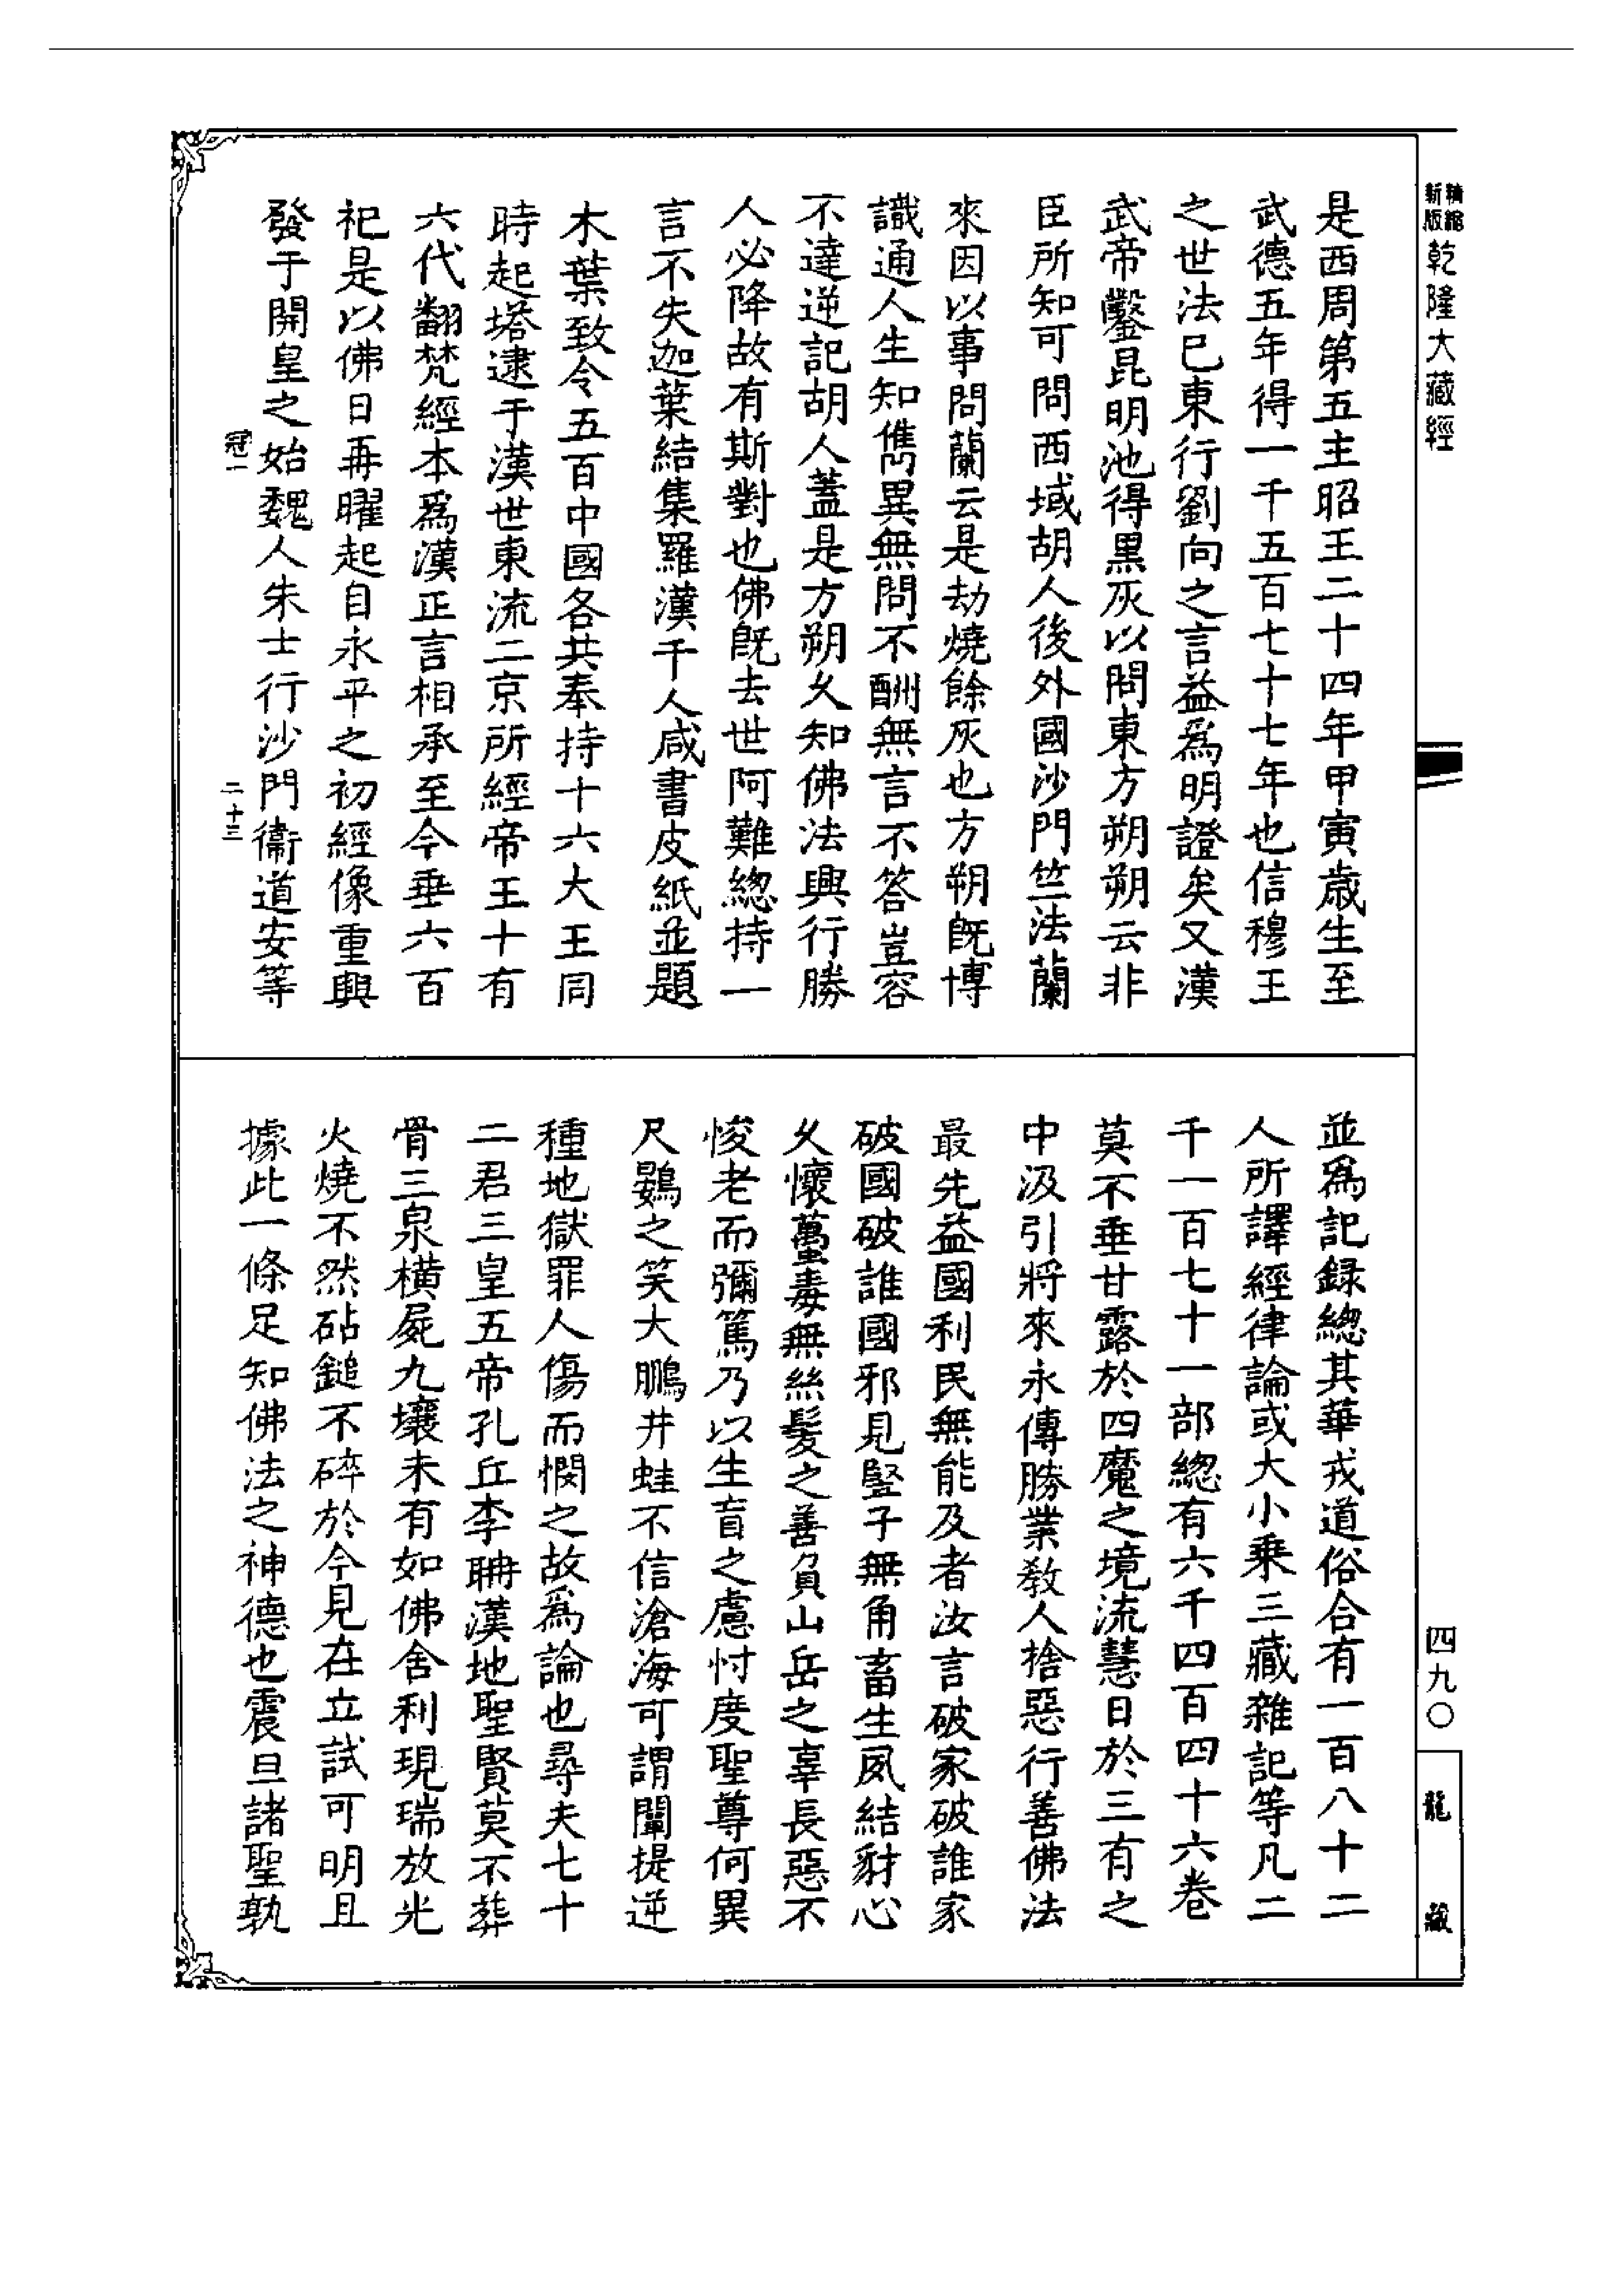 精縮新版乾隆大藏經
四九〇
龍藏
是西周第五主昭王二十四年甲寅歲生至
武德五年得一千五百七十七年也信穆王
之世法已東行劉向之言益爲明證矣又漢
武帝鑿昆明池得黑灰以問東方朔朔云非
臣所知可問西域胡人後外國沙門竺法蘭
來因以事問蘭云是劫燒餘灰也方朔旣博
識通人生知儁異無問不酬無言不答豈容
不達逆記胡人蓋是方朔乆知佛法興行勝
人必降故有斯對也佛旣去世阿難緫持一
言不失迦葉結集羅漢千人咸書皮紙並題
木葉致令五百中國各共奉持十六大王同
時起塔逮于漢世東流二京所經帝王十有
六代翻梵經本爲漢正言相承至今垂六百
祀是以佛日再曜起自永平之初經像重興
發于開皇之始魏人朱士行沙門衞道安等
冠一
二十三
並爲記録緫其華戎道俗合有一百八十二
人所譯經律論或大小乗三藏雜記等凡二
千一百七十一部緫有六千四百四十六卷
莫不垂甘露於四魔之境流慧日於三有之
中汲引將來永傳勝業教人捨惡行善佛法
最先益國利民無能及者汝言破家破誰家
破國破誰國邪見竪子無角畜生夙結豺心
乆懷蠆毒無絲髮之善負山岳之辜長惡不
悛老而彌篤乃以生盲之慮忖度聖尊何異
尺鷃之笑大鵬井蛙不信滄海可謂闡提逆
種地獄罪人傷而憫之故爲論也尋夫七十
二君三皇五帝孔丘李聃漢地聖賢莫不葬
骨三泉橫屍九壤未有如佛舍利現瑞放光
火燒不然砧鎚不碎於今見在立試可明且
據此一條足知佛法之神德也震旦諸聖孰